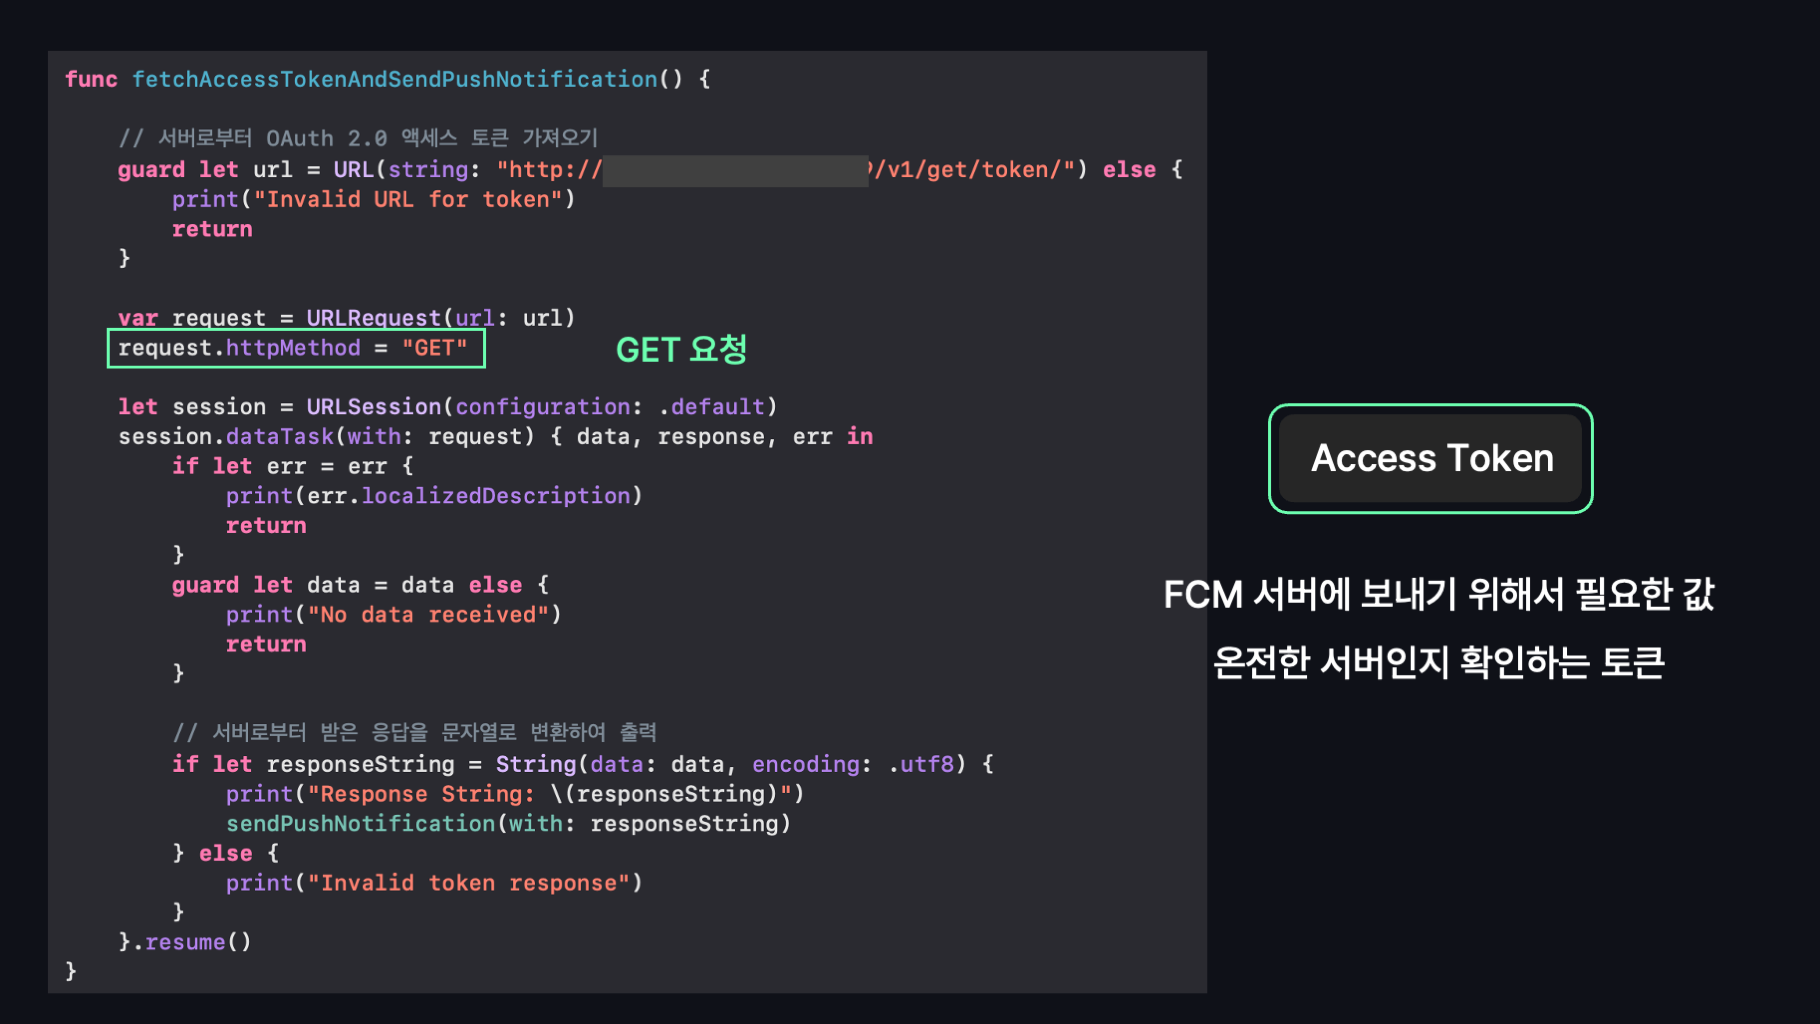 func fetchAccessTokenAndSendPushNotification() {
// 서버로부터 OAuth 2.0 액세스 토큰 가져오기
guard let url = URL(string: "http:// /v1/get/token/") else {
print("Invalid URL for token")
return
}
var request = URLRequest(url: url)
request.httpMethod = "GET"
GET 요청
let session = URLSession(configuration: .default)
session.dataTask(with: request) { data, response, err in
if let err = err {
print(err.localizedDescription)
return
}
guard let data = data else {
print("No data received")
return
}
// 서버로부터 받은 응답을 문자열로 변환하여 출력
if let responseString = String(data: data, encoding: .utf8) {
print("Response String: \(responseString)")
sendPushNotification(with: responseString)
} else {
print("Invalid token response")
}
}.resume()
}
Access Token
FCM 서버에 보내기 위해서 필요한 값
온전한 서버인지 확인하는 토큰